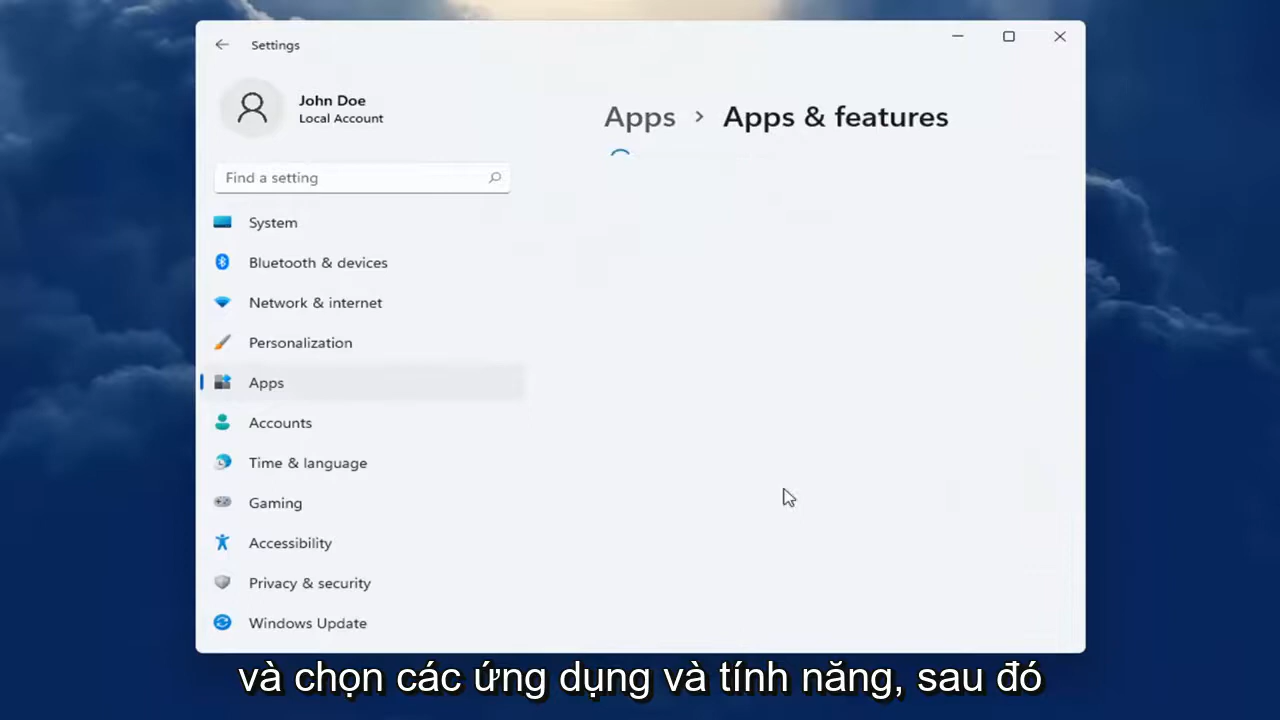 Settings
John Doe
Local Account
Find a setting
System
Bluetooth & devices
Network & internet
Personalization
Apps
Accounts
Time & language
Gaming
Accessibility
Privacy & security
Windows Update
Apps > Apps & features
và chọn các ứng dụng và tính năng, sau đó